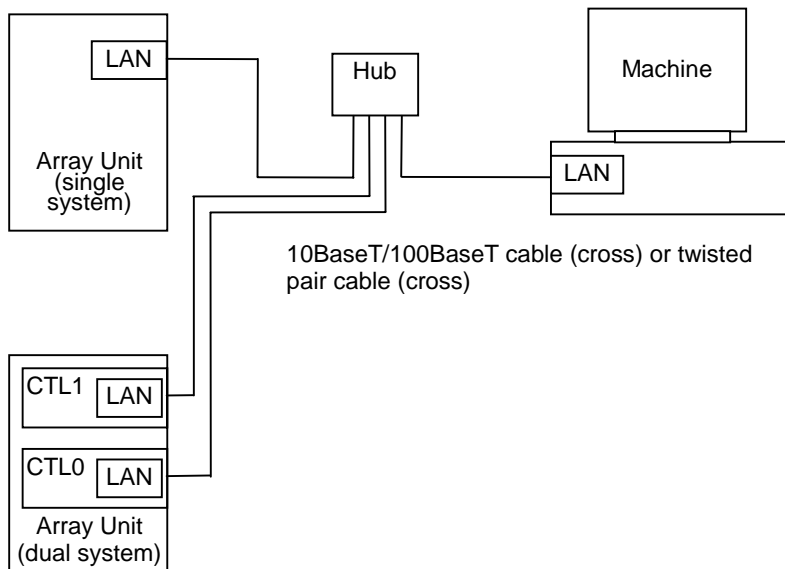 LAN
Array Unit
(single
system)
Hub
Machine
LAN
10BaseT/100BaseT cable (cross) or twisted
pair cable (cross)
CTL1
LAN
CTL0
LAN
Array Unit
(dual system)